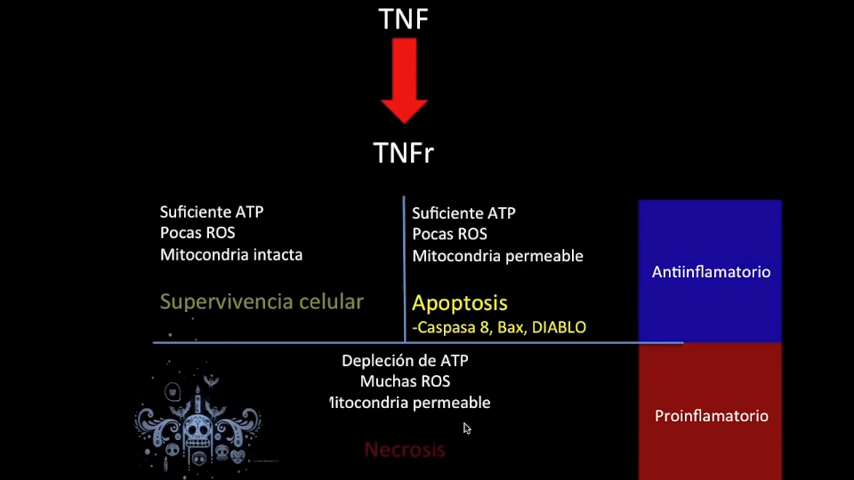 TNF
TNFr
Suficiente ATP
Pocas ROS
Mitocondria intacta
Supervivencia celular
Suficiente ATP
Pocas ROS
Mitocondria permeable
Apoptosis
-Caspasa 8, Bax, DIABLO
Antiinflamatorio
Depleción de ATP
Muchas ROS
Mitocondria permeable
Necrosis
Proinflamatorio